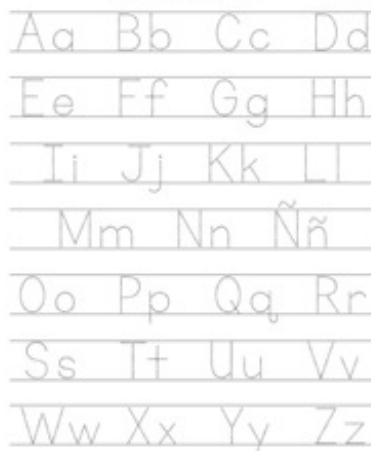 Aa Bb Cc Dd
Ee Ff Gg Hh
Ii Jj Kk Ll
Mm Nn Ññ
Oo Pp Qq Rr
Ss Tt Uu Vv
Ww Xx Yy Zz